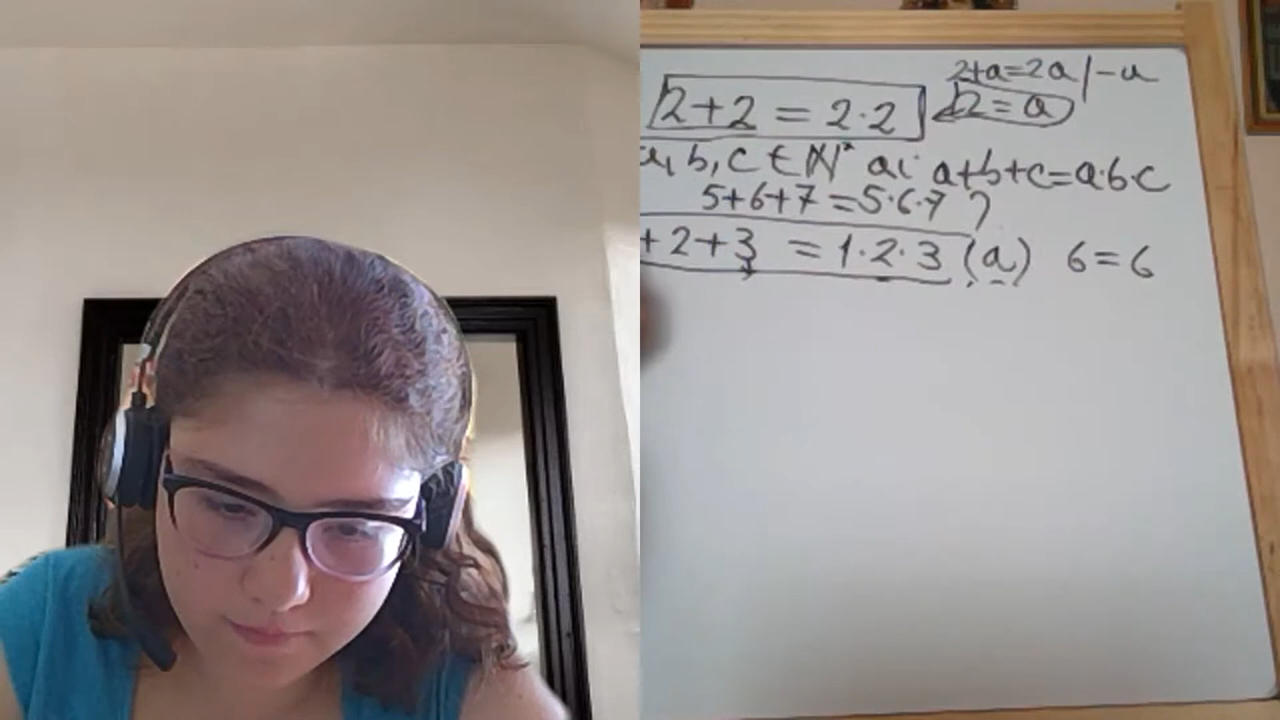 2+a=2a |-a
2+2 = 2·2
2=a
a, b, c ∈ ℕ* aî a+b+c=a·b·c
5+6+7=5·6·7 ?
+2+3 = 1·2·3 (a) 6=6